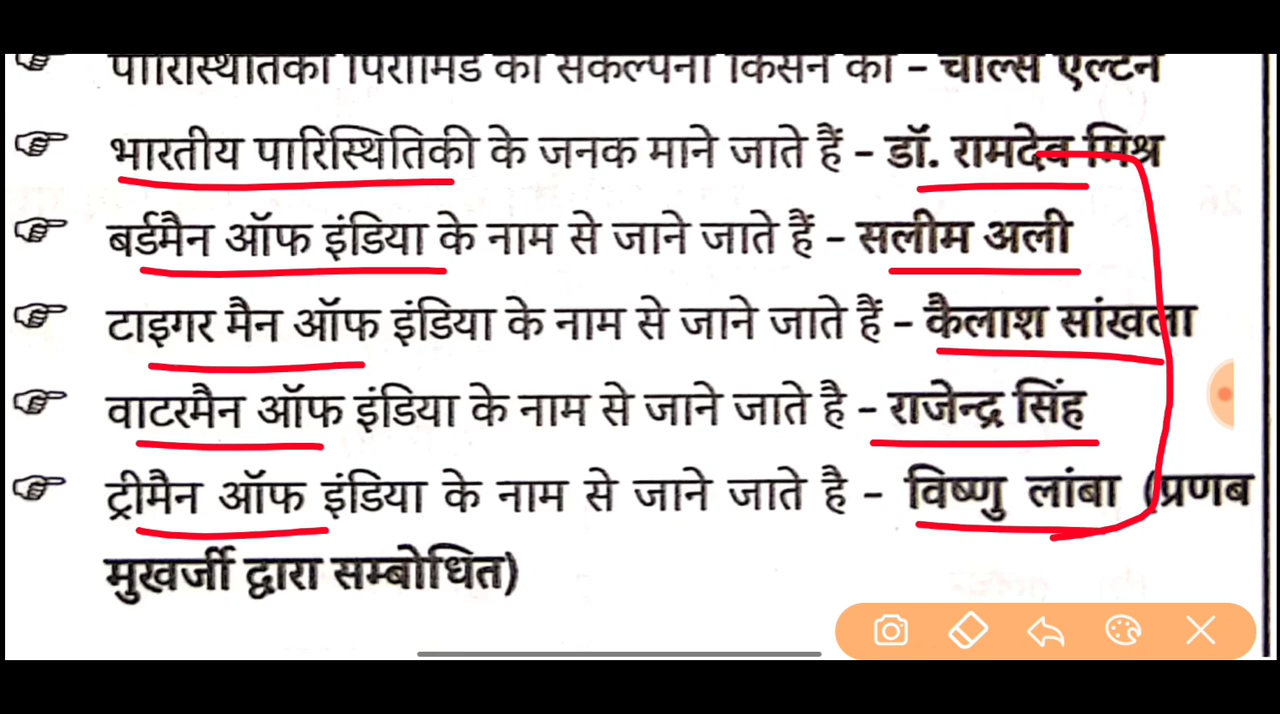 पारिस्थितिकी पिरामिड की संकल्पना किसने की – चार्ल्स एल्टन
भारतीय पारिस्थितिकी के जनक माने जाते हैं – डॉ. रामदेव मिश्र
बर्डमैन ऑफ इंडिया के नाम से जाने जाते हैं – सलीम अली
टाइगर मैन ऑफ इंडिया के नाम से जाने जाते हैं – कैलाश सांखला
वाटरमैन ऑफ इंडिया के नाम से जाने जाते है – राजेन्द्र सिंह
ट्रीमैन ऑफ इंडिया के नाम से जाने जाते है – विष्णु लांबा (प्रणब
मुखर्जी द्वारा सम्बोधित)